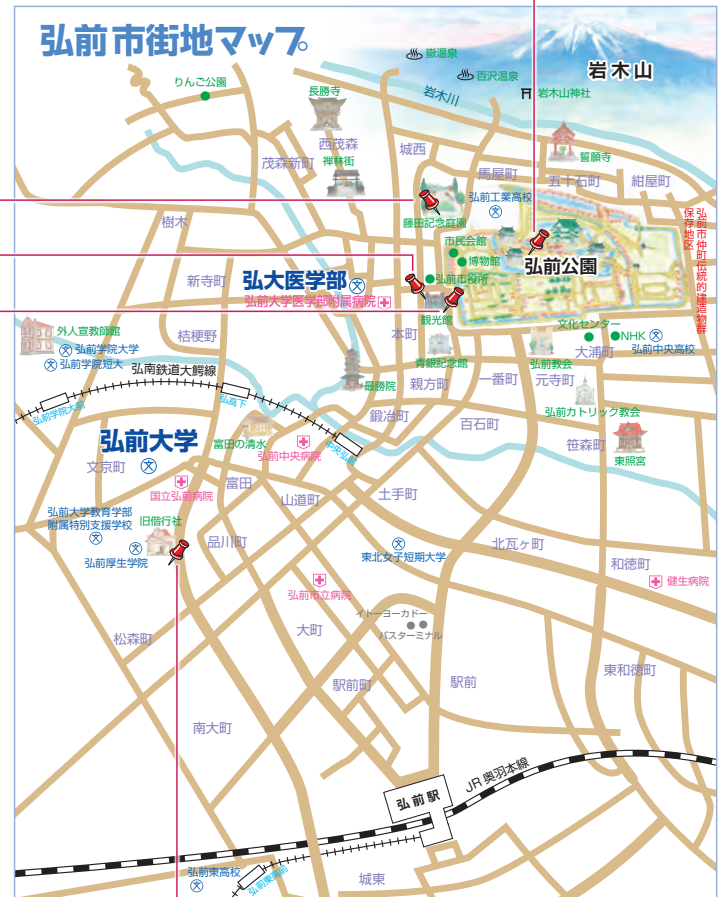 弘前市街地マップ
嶽温泉
百沢温泉
岩木山
りんご公園
岩木川
岩木山神社
長勝寺
西茂森
城西
誓願寺
茂森新町
禅林街
馬屋町
五十石町
紺屋町
弘前工業高校
藤田記念庭園
樹木
市民会館
博物館
弘前公園
弘前市仲町伝統的建造物群
保存地区
新寺町
弘大医学部
弘前市役所
弘前大学医学部附属病院
観光館
外人宣教師館
桔梗野
本町
文化センター
NHK
弘前学院大学
弘前学院短大
青銀記念館
弘前教会
大浦町
弘前中央高校
弘南鉄道大鰐線
最勝院
親方町
一番町
元寺町
弘前学院大前
弘高下
鍛冶町
百石町
弘前カトリック教会
弘前大学
富田の清水
弘前中央病院
中央弘前
笹森町
東照宮
文京町
富田
国立弘前病院
山道町
土手町
弘前大学教育学部
附属特別支援学校
旧偕行社
品川町
弘前厚生学院
東北女子短期大学
北瓦ヶ町
和徳町
弘前市立病院
健生病院
イトーヨーカドー
バスターミナル
松森町
大町
駅前町
駅前
東和徳町
南大町
弘前駅
JR奥羽本線
弘前東高校
弘前東高前
城東